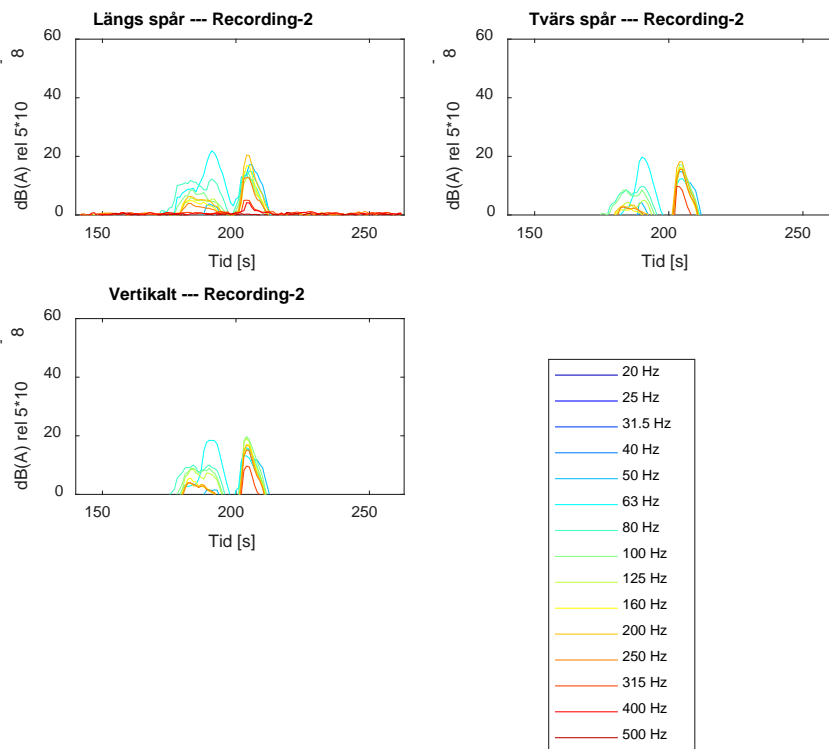 Längs spår --- Recording-2
60
40
20
0
dB(A) rel 5*10
-
8
150
200
250
Tid [s]
Tvärs spår --- Recording-2
60
40
20
0
dB(A) rel 5*10
-
8
150
200
250
Tid [s]
Vertikalt --- Recording-2
60
40
20
0
dB(A) rel 5*10
-
8
150
200
250
Tid [s]
20 Hz
25 Hz
31.5 Hz
40 Hz
50 Hz
63 Hz
80 Hz
100 Hz
125 Hz
160 Hz
200 Hz
250 Hz
315 Hz
400 Hz
500 Hz